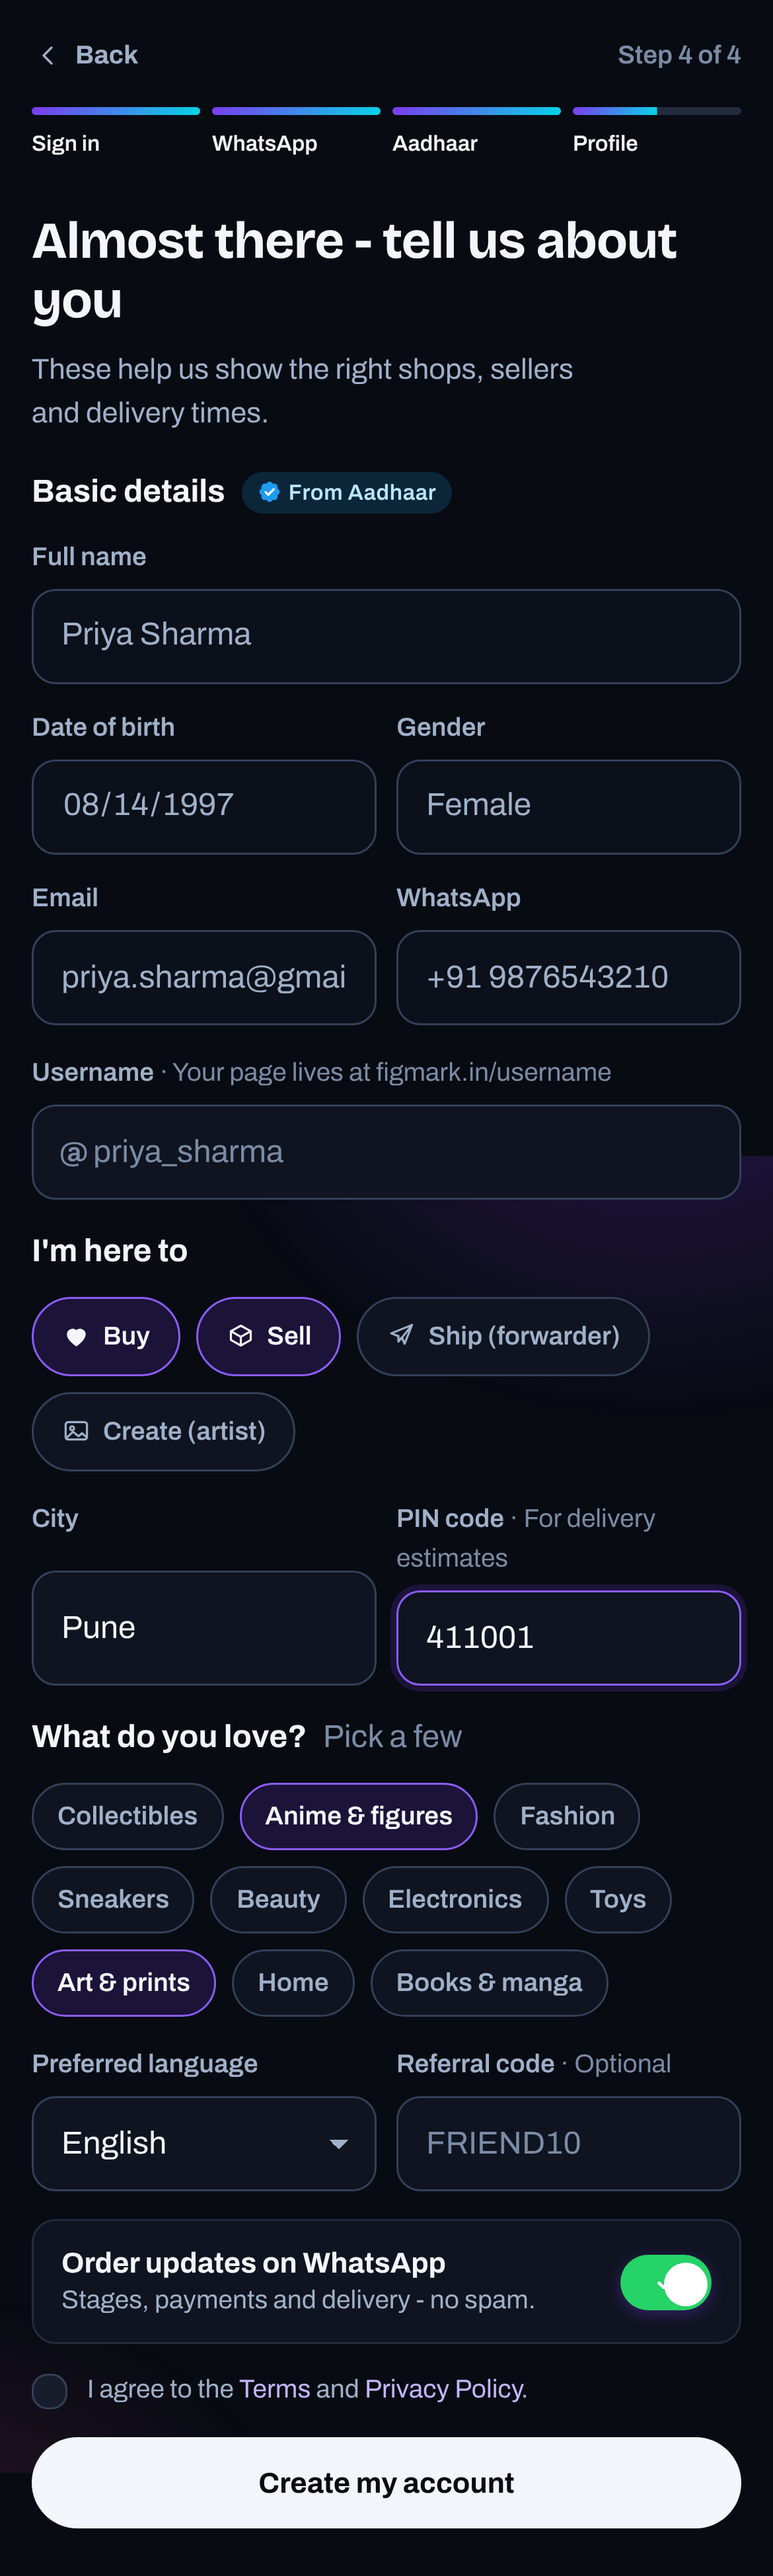 Back
Step 4 of 4
Sign in
WhatsApp
Aadhaar
Profile
Almost there - tell us about
you
These help us show the right shops, sellers
and delivery times.
Basic details
From Aadhaar
Full name
Priya Sharma
Date of birth
Gender
08/14/1997
Female
Email
WhatsApp
priya.sharma@gmai
+91 9876543210
Username · Your page lives at figmark.in/username
@ priya_sharma
I'm here to
Buy
Sell
Ship (forwarder)
Create (artist)
City
PIN code · For delivery
estimates
Pune
411001
What do you love? Pick a few
Collectibles
Anime & figures
Fashion
Sneakers
Beauty
Electronics
Toys
Art & prints
Home
Books & manga
Preferred language
Referral code · Optional
English
FRIEND10
Order updates on WhatsApp
Stages, payments and delivery - no spam.
I agree to the Terms and Privacy Policy.
Create my account